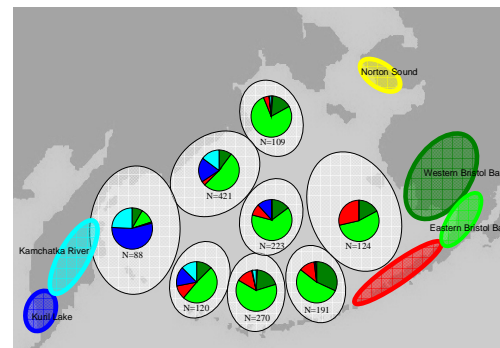 Norton Sound
N=109
Western Bristol Ba
N=421
Eastern Bristol Ba
N=223
N=124
Kamchatka River
N=88
N=120
N=270
N=191
Kuril Lake